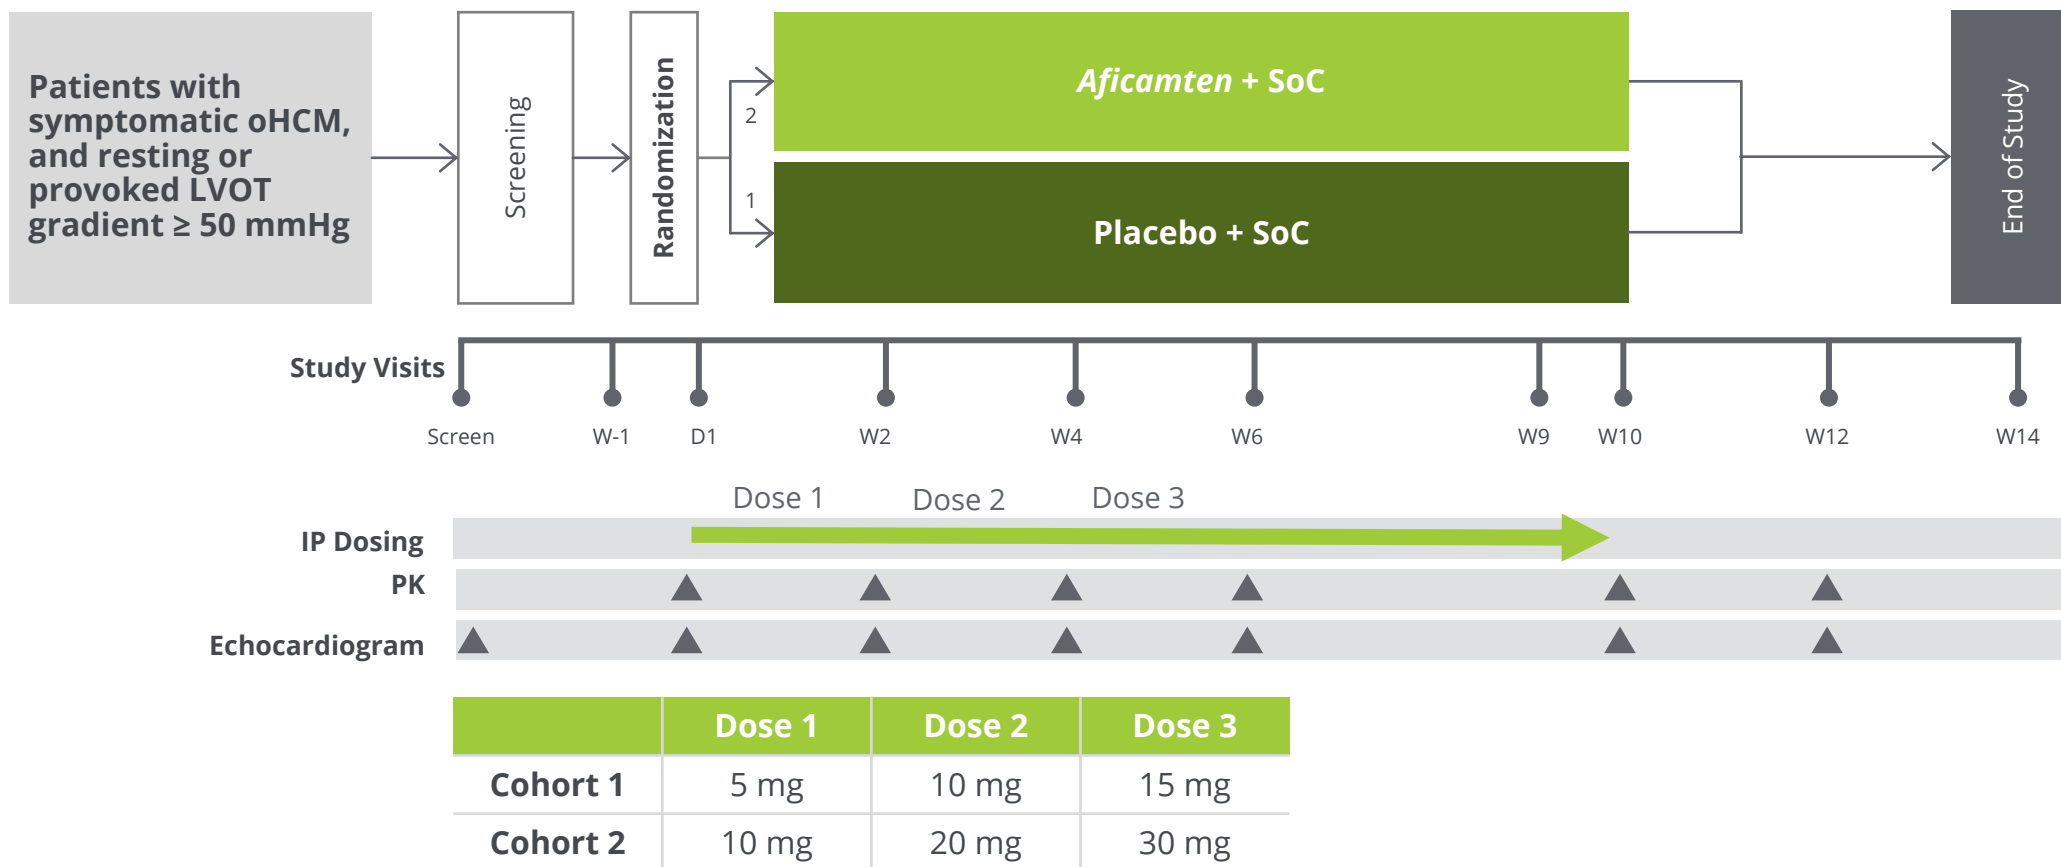 Patients with
symptomatic oHCM,
and resting or
provoked LVOT
gradient ≥ 50 mmHg
Screening
Randomization
2
1
Aficamten + SoC
Placebo + SoC
End of Study
Study Visits
Screen W-1 D1 W2 W4 W6 W9 W10 W12 W14
Dose 1 Dose 2 Dose 3
IP Dosing
PK
Echocardiogram
Dose 1 Dose 2 Dose 3
Cohort 1 5 mg 10 mg 15 mg
Cohort 2 10 mg 20 mg 30 mg